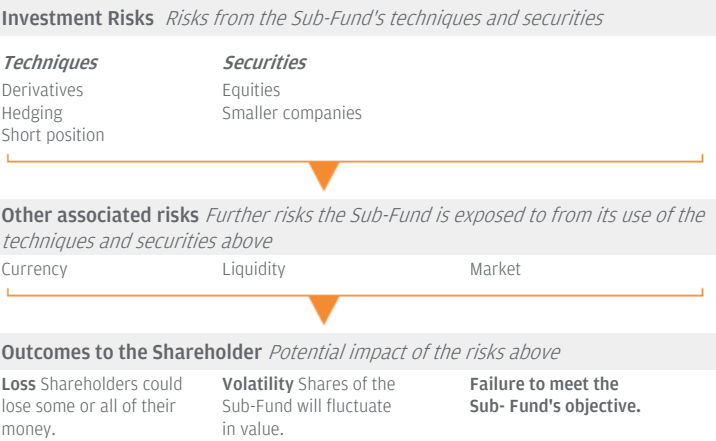 Investment Risks Risks from the Sub-Fund's techniques and securities
Techniques Securities
Derivatives Equities
Hedging Smaller companies
Short position
Other associated risks Further risks the Sub-Fund is exposed to from its use of the
techniques and securities above
Currency Liquidity Market
Outcomes to the Shareholder Potential impact of the risks above
Loss Shareholders could
lose some or all of their
money.
Volatility Shares of the
Sub-Fund will fluctuate
in value.
Failure to meet the
Sub- Fund's objective.